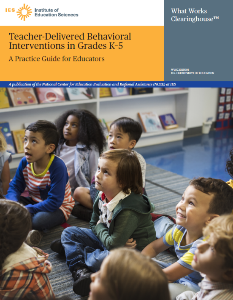 IES
Institute of
Education Sciences
What Works
Clearinghouse™
Teacher-Delivered Behavioral
Interventions in Grades K-5
A Practice Guide for Educators
A publication of the National Center for Education Evaluation and Regional Assistance (NCEE) at IES